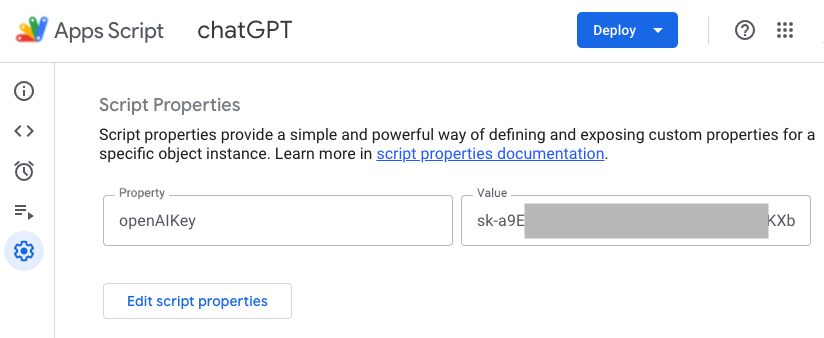 Apps Script chatGPT Deploy
Script Properties
Script properties provide a simple and powerful way of defining and exposing custom properties for a
specific object instance. Learn more in script properties documentation.
Property Value
openAIKey sk-a9E KXb
Edit script properties